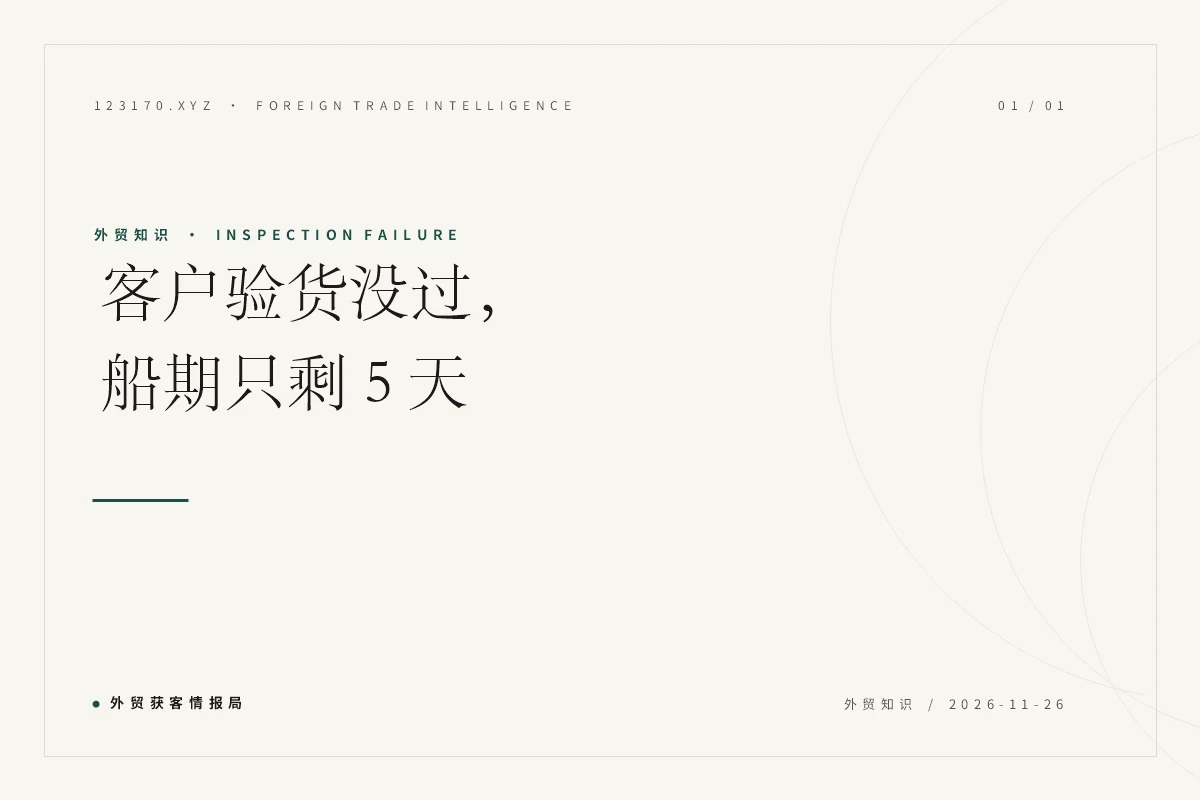 123170.XYZ · FOREIGN TRADE INTELLIGENCE
01 / 01
外贸知识 · INSPECTION FAILURE
客户验货没过，
船期只剩 5 天
外贸获客情报局
外贸知识 / 2026-11-26